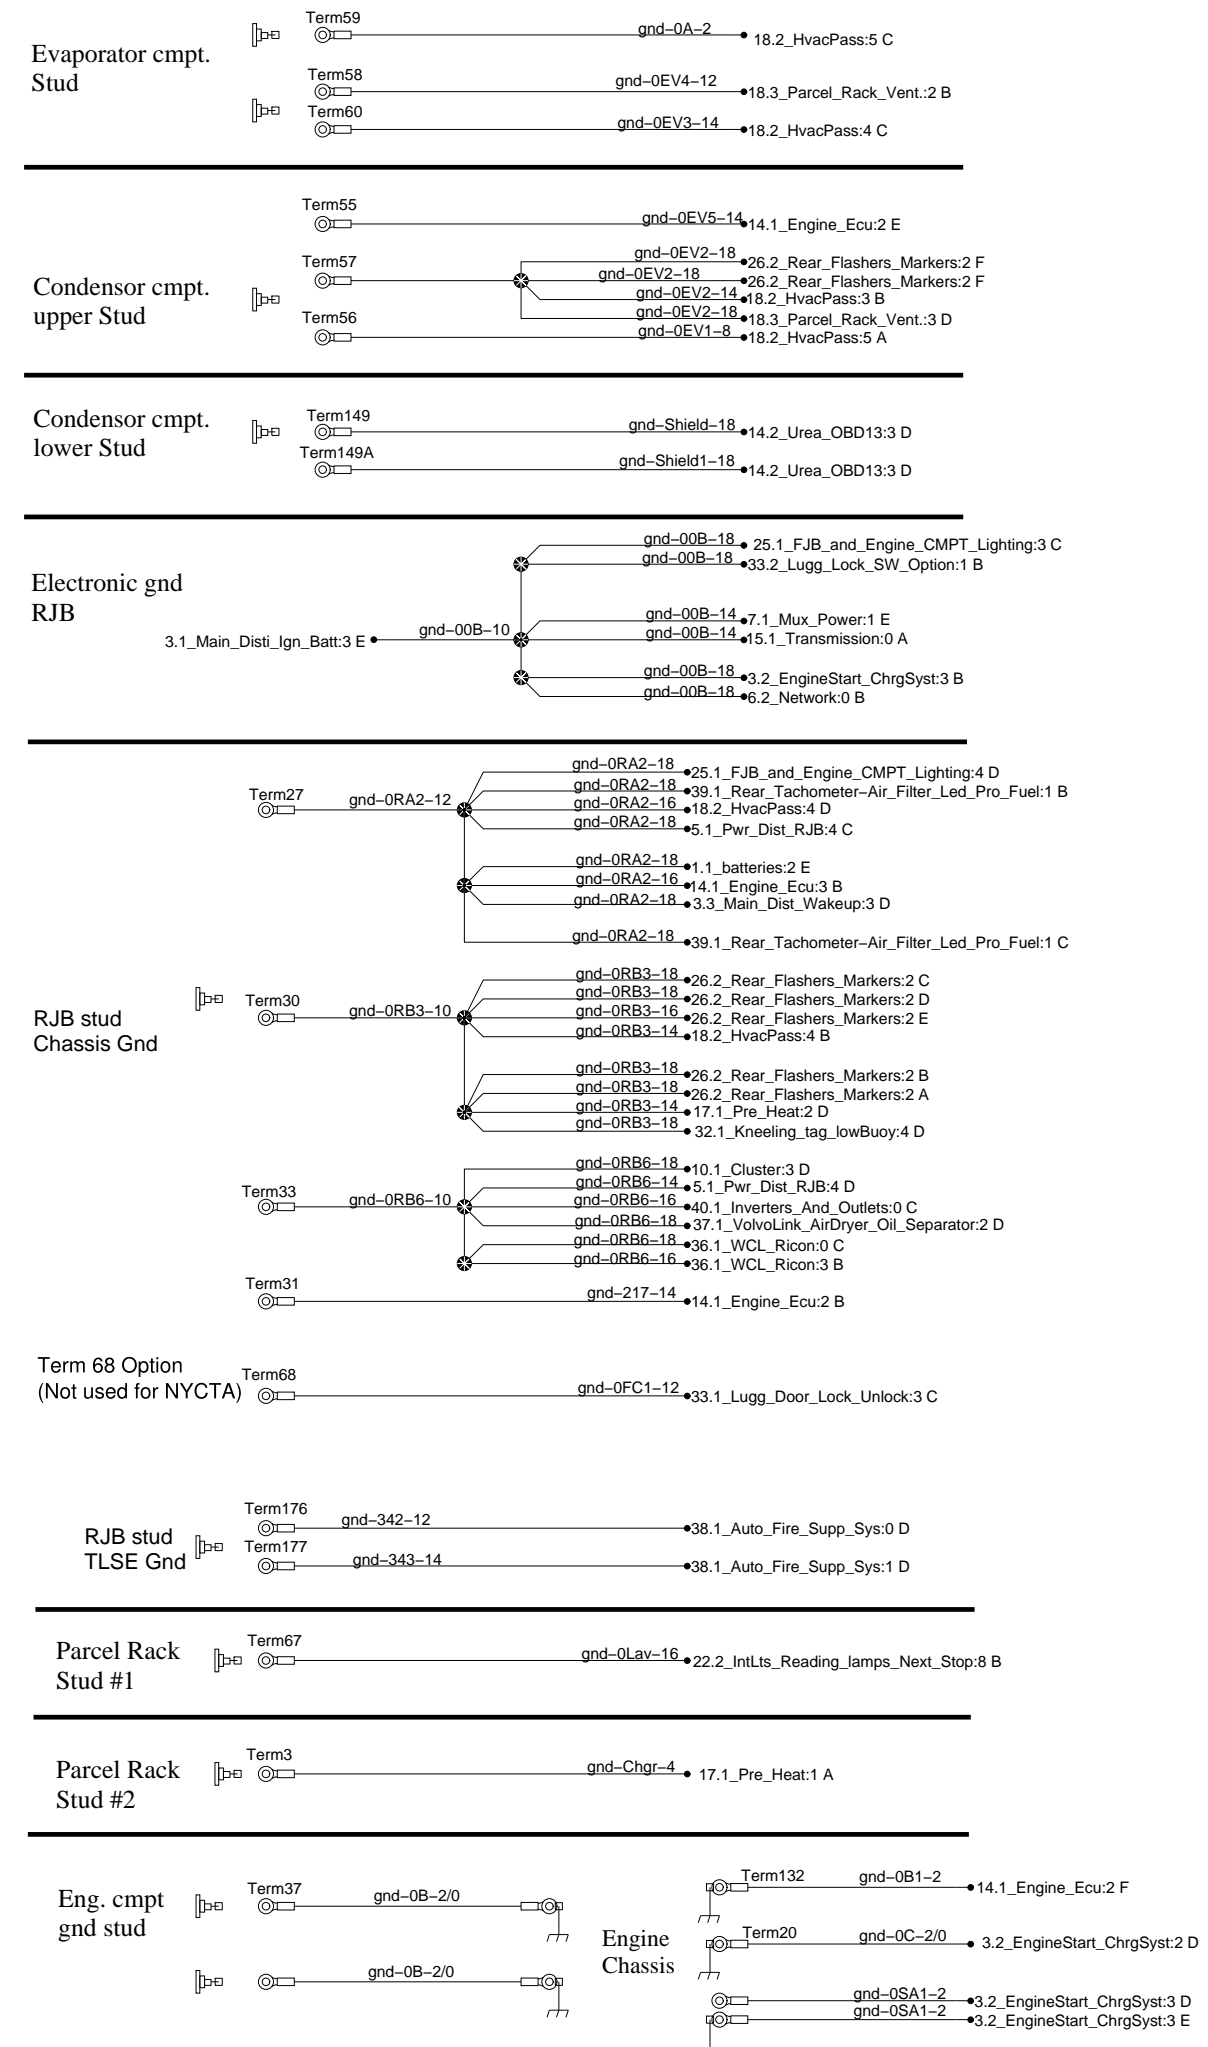 Evaporator cmpt.
Stud
Term59
gnd-0A-2
18.2_HvacPass:5 C
Term58
gnd-0EV4-12
18.3_Parcel_Rack_Vent.:2 B
Term60
gnd-0EV3-14
18.2_HvacPass:4 C
Condensor cmpt.
upper Stud
Term55
gnd-0EV5-14
14.1_Engine_Ecu:2 E
Term57
gnd-0EV2-18
26.2_Rear_Flashers_Markers:2 F
gnd-0EV2-18
26.2_Rear_Flashers_Markers:2 F
gnd-0EV2-14
18.2_HvacPass:3 B
gnd-0EV2-18
18.3_Parcel_Rack_Vent.:3 D
Term56
gnd-0EV1-8
18.2_HvacPass:5 A
Condensor cmpt.
lower Stud
Term149
gnd-Shield-18
14.2_Urea_OBD13:3 D
Term149A
gnd-Shield1-18
14.2_Urea_OBD13:3 D
Electronic gnd
RJB
3.1_Main_Disti_Ign_Batt:3 E
gnd-00B-10
gnd-00B-18
25.1_FJB_and_Engine_CMPT_Lighting:3 C
gnd-00B-18
33.2_Lugg_Lock_SW_Option:1 B
gnd-00B-14
7.1_Mux_Power:1 E
gnd-00B-14
15.1_Transmission:0 A
gnd-00B-18
3.2_EngineStart_ChrgSyst:3 B
gnd-00B-18
6.2_Network:0 B
RJB stud
Chassis Gnd
Term27
gnd-0RA2-12
gnd-0RA2-18
25.1_FJB_and_Engine_CMPT_Lighting:4 D
gnd-0RA2-18
39.1_Rear_Tachometer-Air_Filter_Led_Pro_Fuel:1 B
gnd-0RA2-16
18.2_HvacPass:4 D
gnd-0RA2-18
5.1_Pwr_Dist_RJB:4 C
gnd-0RA2-18
1.1_batteries:2 E
gnd-0RA2-16
14.1_Engine_Ecu:3 B
gnd-0RA2-18
3.3_Main_Dist_Wakeup:3 D
gnd-0RA2-18
39.1_Rear_Tachometer-Air_Filter_Led_Pro_Fuel:1 C
Term30
gnd-0RB3-10
gnd-0RB3-18
26.2_Rear_Flashers_Markers:2 C
gnd-0RB3-18
26.2_Rear_Flashers_Markers:2 D
gnd-0RB3-16
26.2_Rear_Flashers_Markers:2 E
gnd-0RB3-14
18.2_HvacPass:4 B
gnd-0RB3-18
26.2_Rear_Flashers_Markers:2 B
gnd-0RB3-18
26.2_Rear_Flashers_Markers:2 A
gnd-0RB3-14
17.1_Pre_Heat:2 D
gnd-0RB3-18
32.1_Kneeling_tag_lowBuoy:4 D
Term33
gnd-0RB6-10
gnd-0RB6-18
10.1_Cluster:3 D
gnd-0RB6-14
5.1_Pwr_Dist_RJB:4 D
gnd-0RB6-16
40.1_Inverters_And_Outlets:0 C
gnd-0RB6-18
37.1_VolvoLink_AirDryer_Oil_Separator:2 D
gnd-0RB6-18
36.1_WCL_Ricon:0 C
gnd-0RB6-16
36.1_WCL_Ricon:3 B
Term31
gnd-217-14
14.1_Engine_Ecu:2 B
Term 68 Option
(Not used for NYCTA)
Term68
gnd-0FC1-12
33.1_Lugg_Door_Lock_Unlock:3 C
RJB stud
TLSE Gnd
Term176
gnd-342-12
38.1_Auto_Fire_Supp_Sys:0 D
Term177
gnd-343-14
38.1_Auto_Fire_Supp_Sys:1 D
Parcel Rack
Stud #1
Term67
gnd-0Lav-16
22.2_IntLts_Reading_lamps_Next_Stop:8 B
Parcel Rack
Stud #2
Term3
gnd-Chgr-4
17.1_Pre_Heat:1 A
Eng. cmpt
gnd stud
Term37
gnd-0B-2/0
gnd-0B-2/0
Engine
Chassis
Term132
gnd-0B1-2
14.1_Engine_Ecu:2 F
Term20
gnd-0C-2/0
3.2_EngineStart_ChrgSyst:2 D
gnd-0SA1-2
3.2_EngineStart_ChrgSyst:3 D
gnd-0SA1-2
3.2_EngineStart_ChrgSyst:3 E